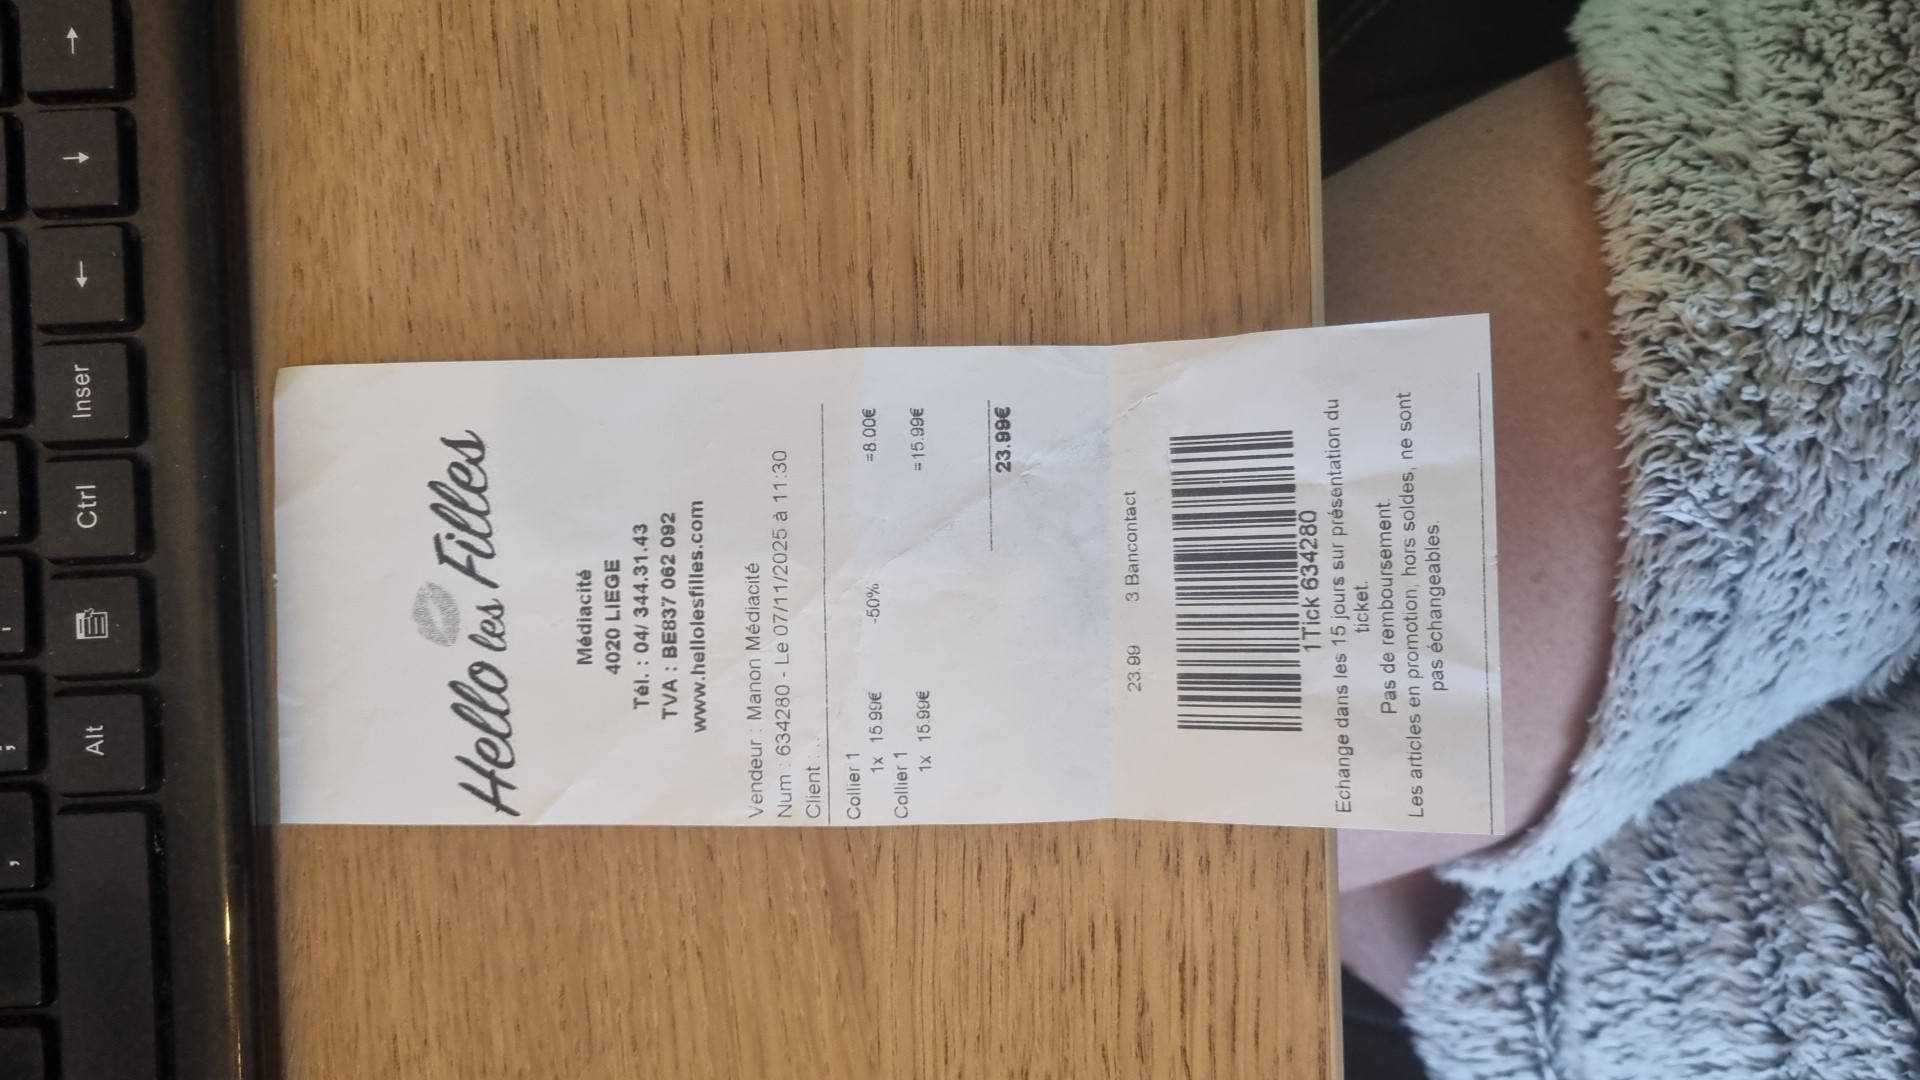 Hello les Filles
Médiacité
4020 LIEGE
Tél. : 04/ 344.31.43
TVA : BE837 062 092
www.hellolesfilles.com
Vendeur : Manon Médiacité
Num : 634280 - Le 07/11/2025 à 11:30
Client : ...
Collier 1
1x 15.99€ -50% =8.00€
Collier 1
1x 15.99€ =15.99€
23.99€
23.99 3 Bancontact
1Tick 634280
Echange dans les 15 jours sur présentation du
ticket.
Pas de remboursement.
Les articles en promotion, hors soldes, ne sont
pas échangeables.
Inser
Ctrl
Alt